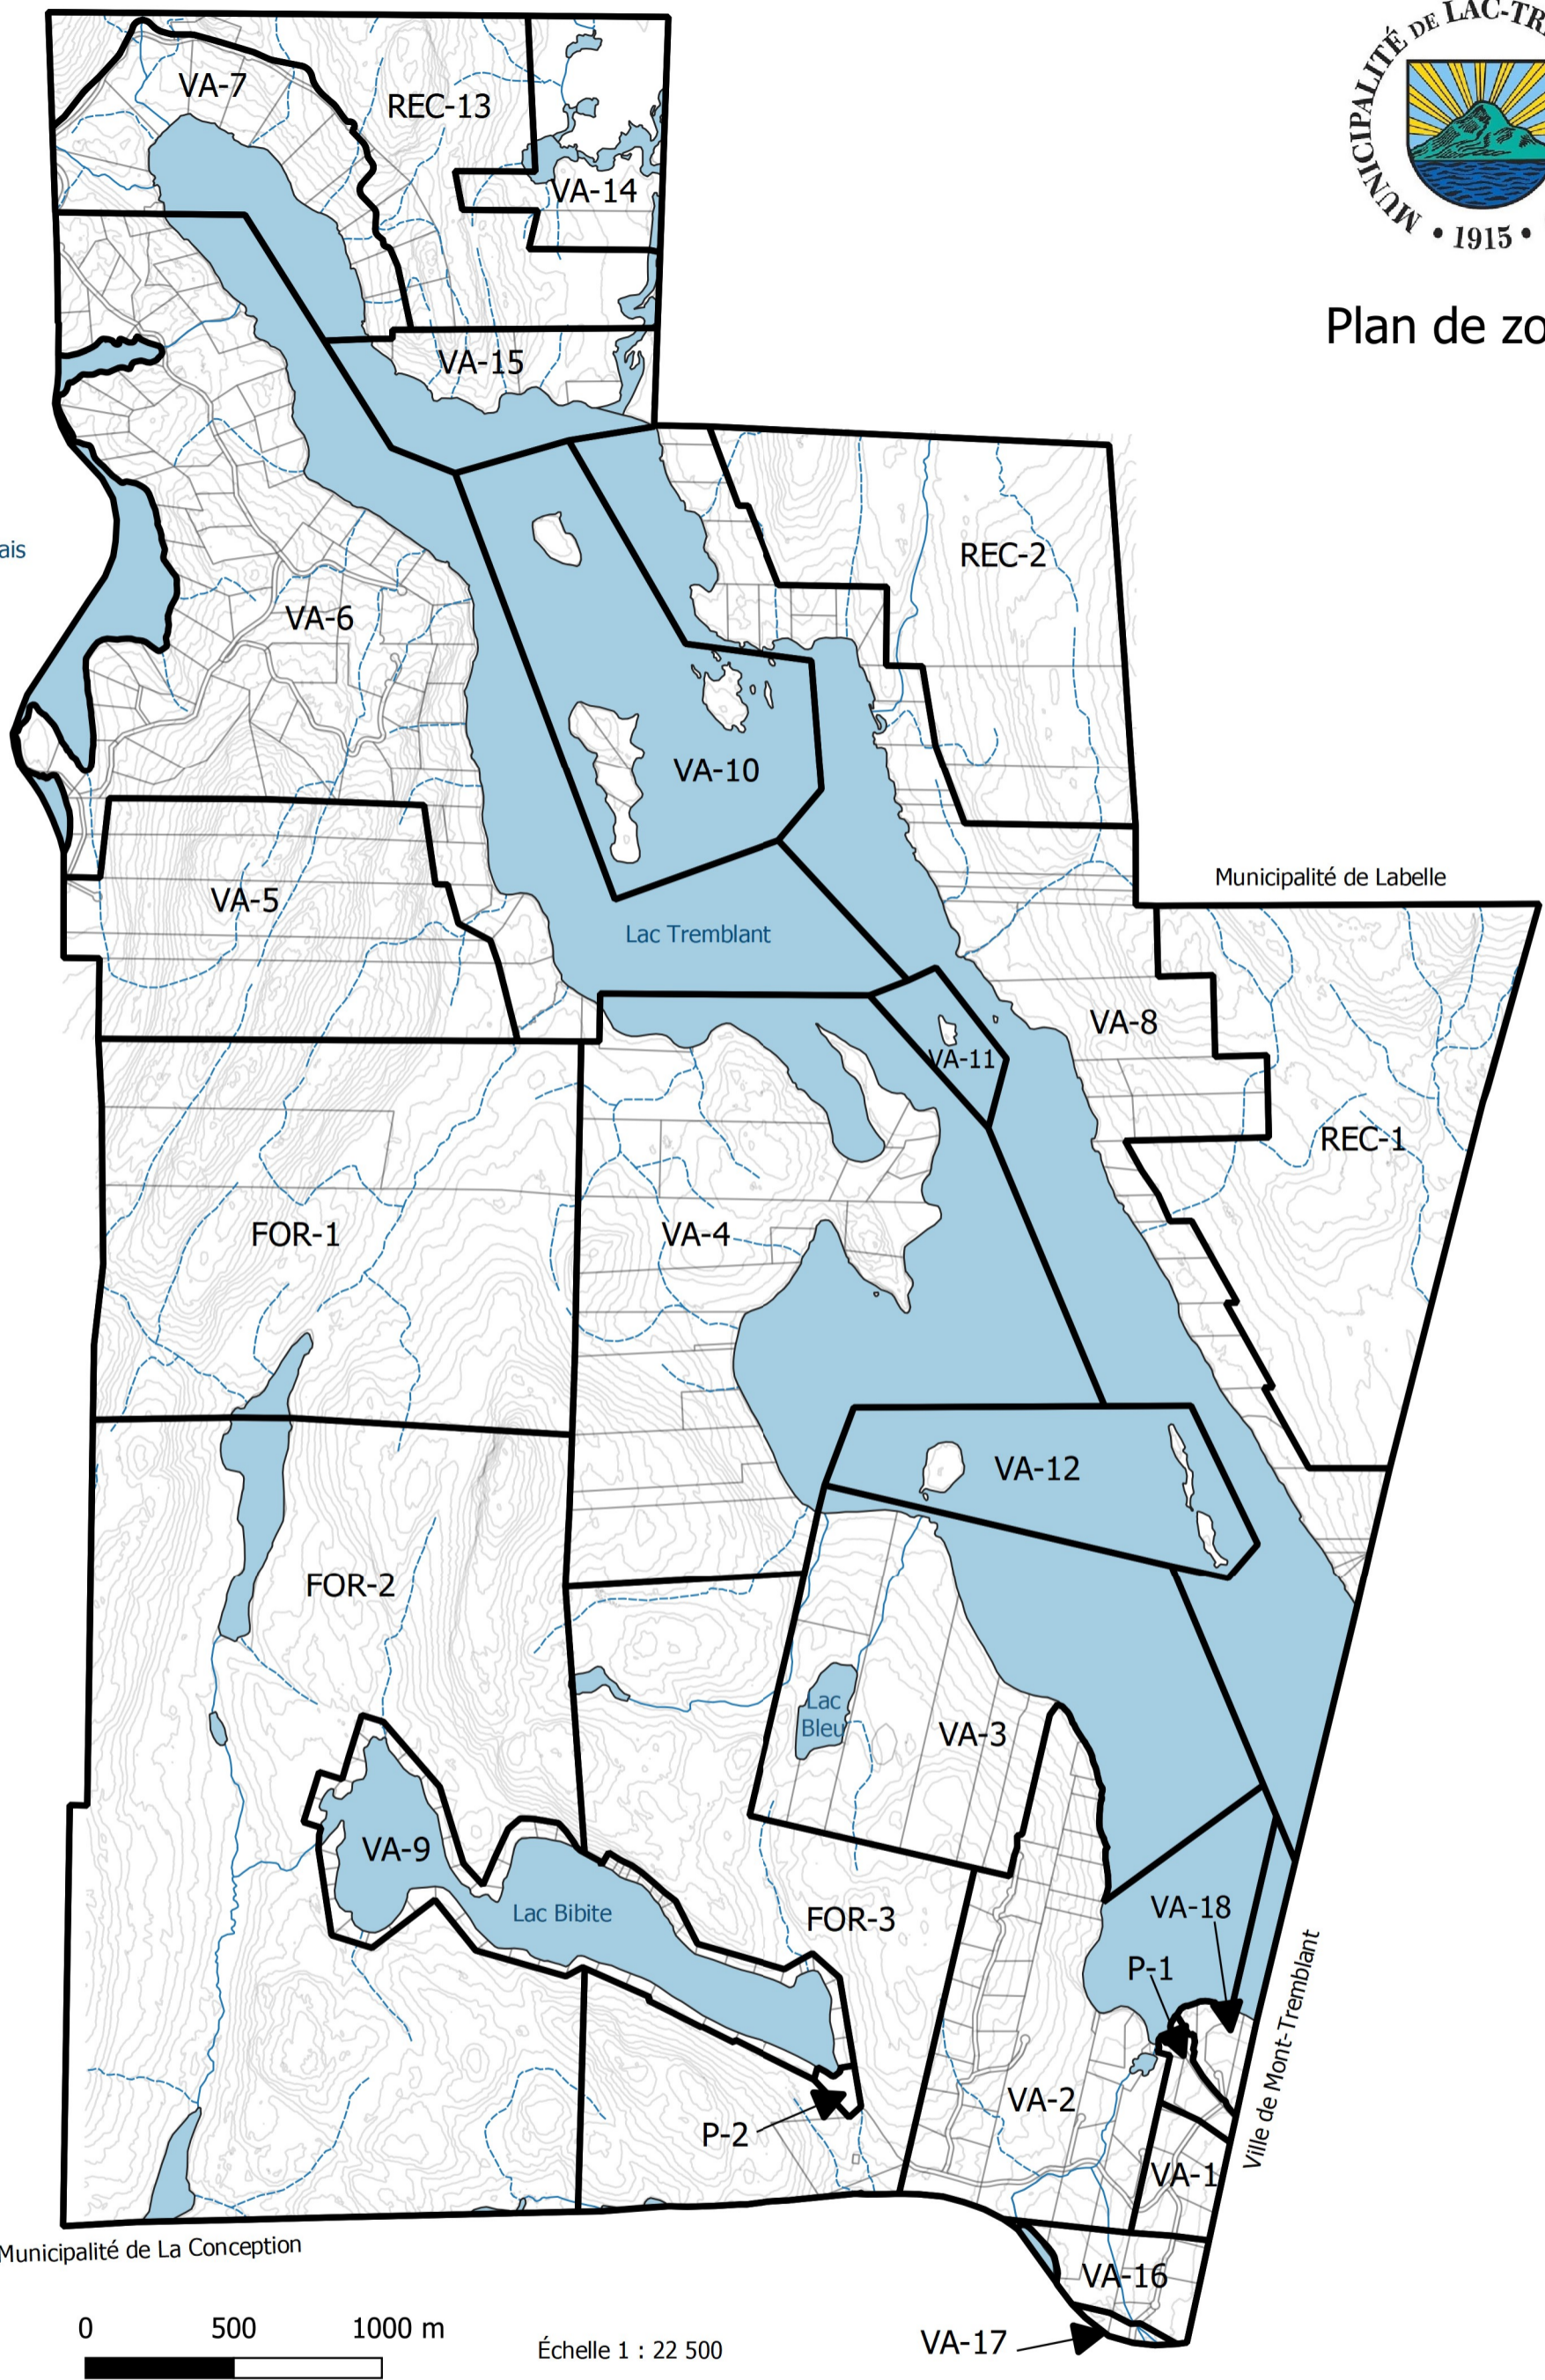 MUNICIPALITÉ DE LAC-TR
• 1915 •
Plan de zo
VA-7
REC-13
VA-14
VA-15
ais
REC-2
VA-6
VA-10
Municipalité de Labelle
VA-5
Lac Tremblant
VA-8
VA-11
REC-1
FOR-1
VA-4
VA-12
FOR-2
Lac
Bleu
VA-3
VA-9
VA-18
Lac Bibite
FOR-3
P-1
Ville de Mont-Tremblant
VA-2
P-2
VA-1
Municipalité de La Conception
VA-16
0 500 1000 m
VA-17
Échelle 1 : 22 500